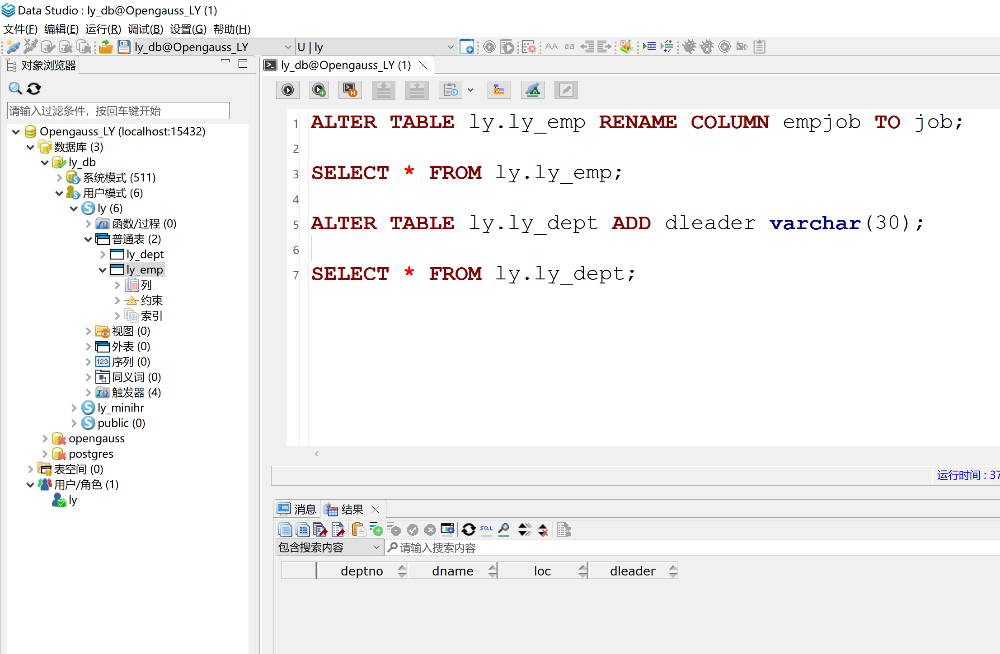 Data Studio : ly_db@Opengauss_LY (1)
文件(F) 编辑(E) 运行(R) 调试(B) 设置(G) 帮助(H)
ly_db@Opengauss_LY
U | ly
对象浏览器
请输入过滤条件，按回车键开始
Opengauss_LY (localhost:15432)
数据库 (3)
ly_db
系统模式 (511)
用户模式 (6)
ly (6)
函数/过程 (0)
普通表 (2)
ly_dept
ly_emp
列
约束
索引
视图 (0)
外表 (0)
序列 (0)
同义词 (0)
触发器 (4)
ly_minihr
public (0)
opengauss
postgres
表空间 (0)
用户/角色 (1)
ly
ly_db@Opengauss_LY (1)
1 ALTER TABLE ly.ly_emp RENAME COLUMN empjob TO job;
2
3 SELECT * FROM ly.ly_emp;
4
5 ALTER TABLE ly.ly_dept ADD dleader varchar(30);
6
7 SELECT * FROM ly.ly_dept;
运行时间 : 37
消息 结果
SQL
包含搜索内容 请输入搜索内容
deptno dname loc dleader